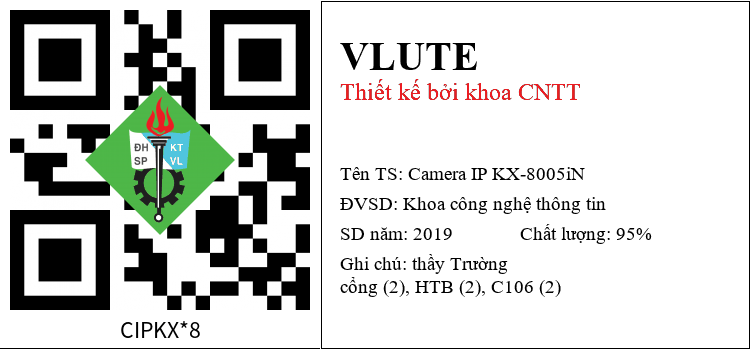 ĐH KT
SP VL
CIPKX*8
VLUTE
Thiết kế bởi khoa CNTT
Tên TS: Camera IP KX-8005iN
ĐVSD: Khoa công nghệ thông tin
SD năm: 2019 Chất lượng: 95%
Ghi chú: thầy Trường
cổng (2), HTB (2), C106 (2)